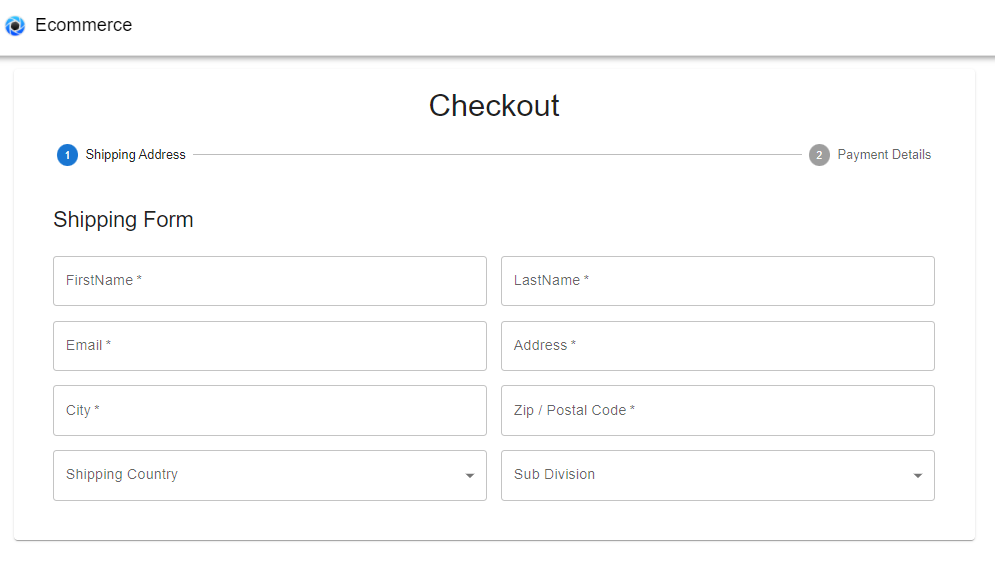 Ecommerce
Checkout
1 Shipping Address 2 Payment Details
Shipping Form
FirstName * LastName *
Email * Address *
City * Zip / Postal Code *
Shipping Country Sub Division